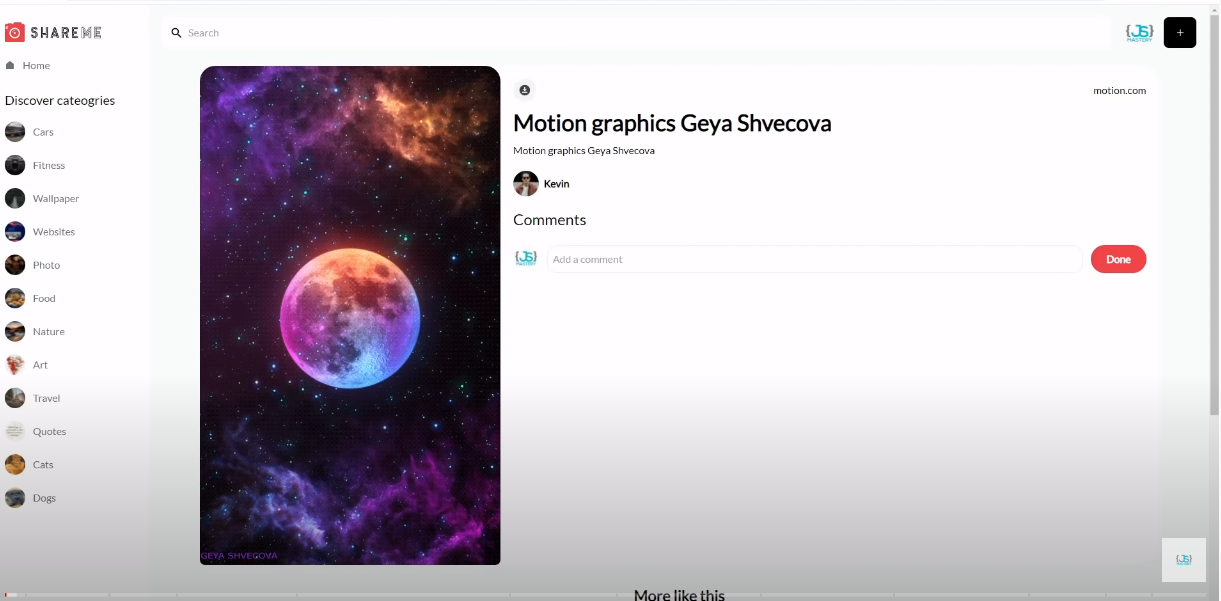 SHAREME
Search
{JS}
MASTERY
+
Home
Discover cateogries
Cars
Fitness
Wallpaper
Websites
Photo
Food
Nature
Art
Travel
Quotes
Cats
Dogs
GEYA SHVECOVA
motion.com
Motion graphics Geya Shvecova
Motion graphics Geya Shvecova
Kevin
Comments
{JS}
MASTERY
Add a comment
Done
{JS}
More like this